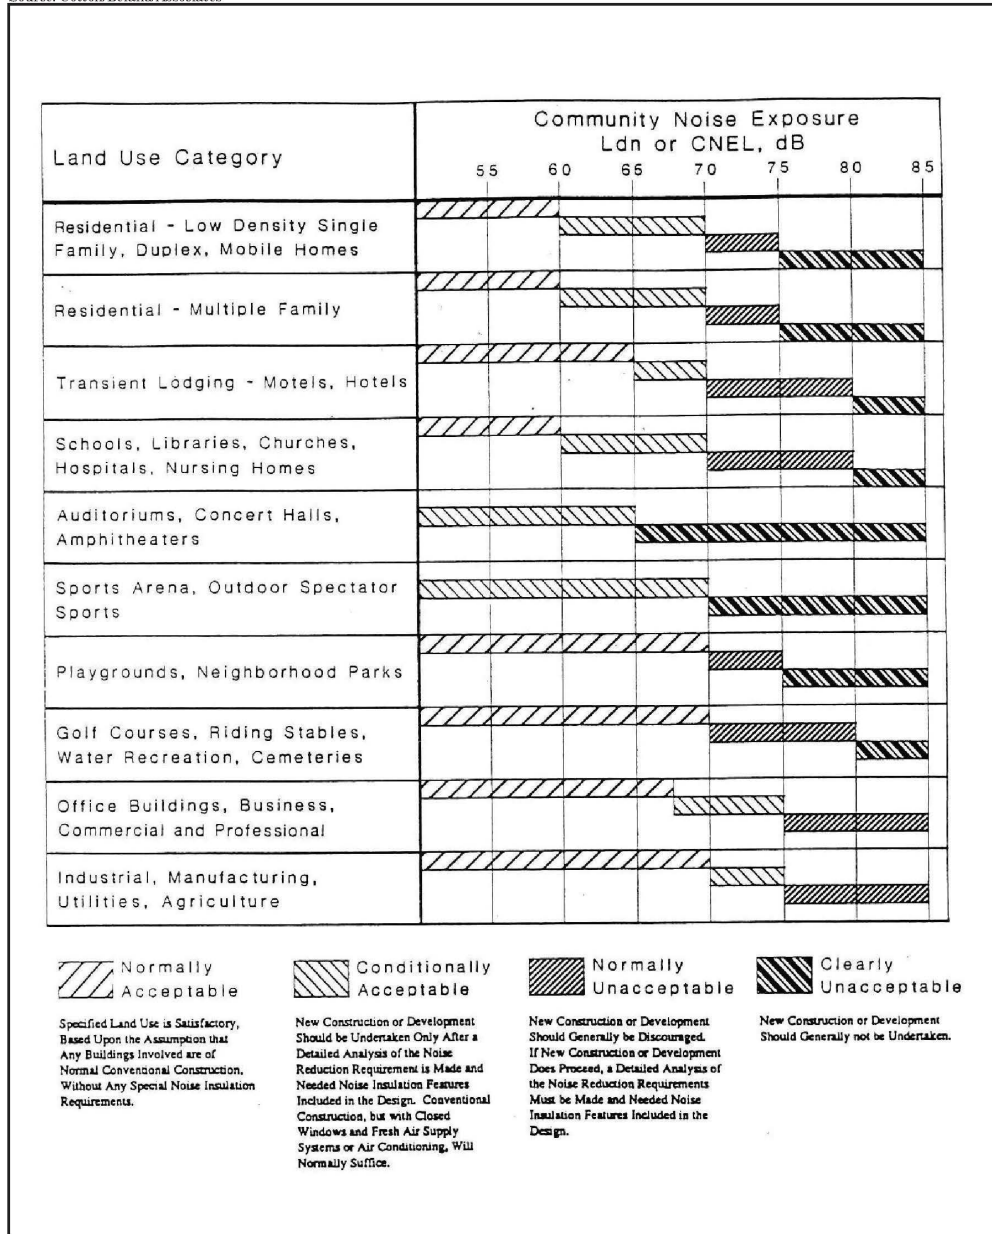 Community Noise Exposure
Ldn or CNEL, dB
Land Use Category
55 60 65 70 75 80 85
Residential - Low Density Single
Family, Duplex, Mobile Homes
Residential - Multiple Family
Transient Lodging - Motels, Hotels
Schools, Libraries, Churches,
Hospitals, Nursing Homes
Auditoriums, Concert Halls,
Amphitheaters
Sports Arena, Outdoor Spectator
Sports
Playgrounds, Neighborhood Parks
Golf Courses, Riding Stables,
Water Recreation, Cemeteries
Office Buildings, Business,
Commercial and Professional
Industrial, Manufacturing,
Utilities, Agriculture
Normally
Acceptable
Specified Land Use is Satisfactory,
Based Upon the Assumption that
Any Buildings Involved are of
Normal Conventional Construction,
Without Any Special Noise Insulation
Requirements.
Conditionally
Acceptable
New Construction or Development
Should be Undertaken Only After a
Detailed Analysis of the Noise
Reduction Requirement is Made and
Needed Noise Insulation Features
Included in the Design. Conventional
Construction, but with Closed
Windows and Fresh Air Supply
Systems or Air Conditioning, Will
Normally Suffice.
Normally
Unacceptable
New Construction or Development
Should Generally be Discouraged.
If New Construction or Development
Does Proceed, a Detailed Analysis of
the Noise Reduction Requirements
Must be Made and Needed Noise
Insulation Features Included in the
Design.
Clearly
Unacceptable
New Construction or Development
Should Generally not be Undertaken.